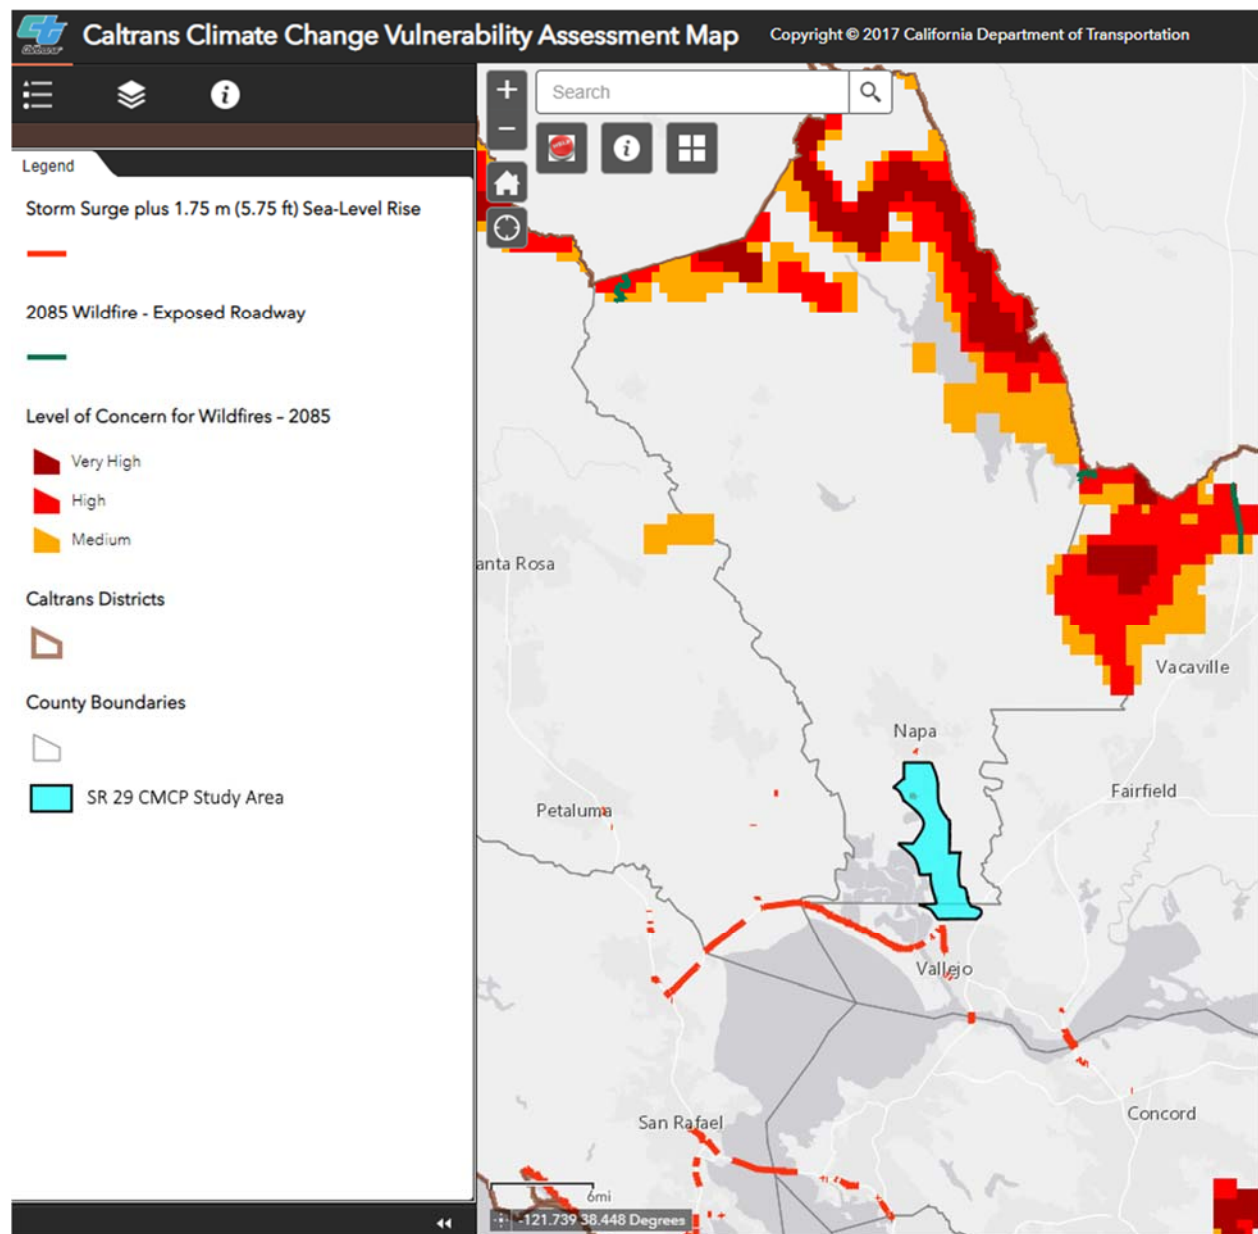 Caltrans Climate Change Vulnerability Assessment Map
Copyright © 2017 California Department of Transportation
Search
HELP
Legend
Storm Surge plus 1.75 m (5.75 ft) Sea-Level Rise
2085 Wildfire - Exposed Roadway
Level of Concern for Wildfires – 2085
Very High
High
Medium
Caltrans Districts
County Boundaries
SR 29 CMCP Study Area
anta Rosa
Vacaville
Napa
Fairfield
Petaluma
Vallejo
San Rafael
Concord
6mi
-121.739 38.448 Degrees